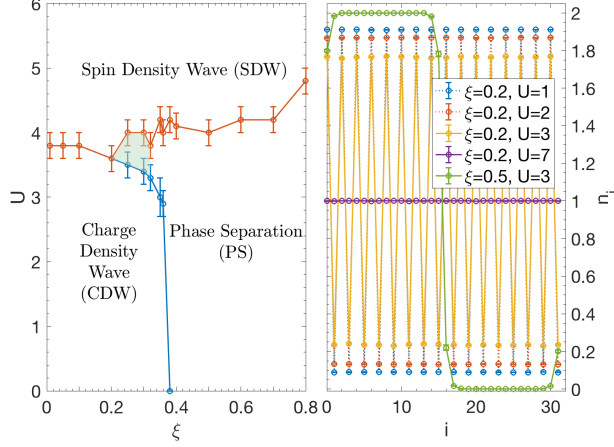 6
5
4
3
2
1
0
U
0
0.2
0.4
0.6
0.8
ξ
Spin Density Wave (SDW)
Charge
Density
Wave
(CDW)
Phase Separation
(PS)
ξ=0.2, U=1
ξ=0.2, U=2
ξ=0.2, U=3
ξ=0.2, U=7
ξ=0.5, U=3
0
10
20
30
i
2
1.8
1.6
1.4
1.2
1
0.8
0.6
0.4
0.2
0
n_i